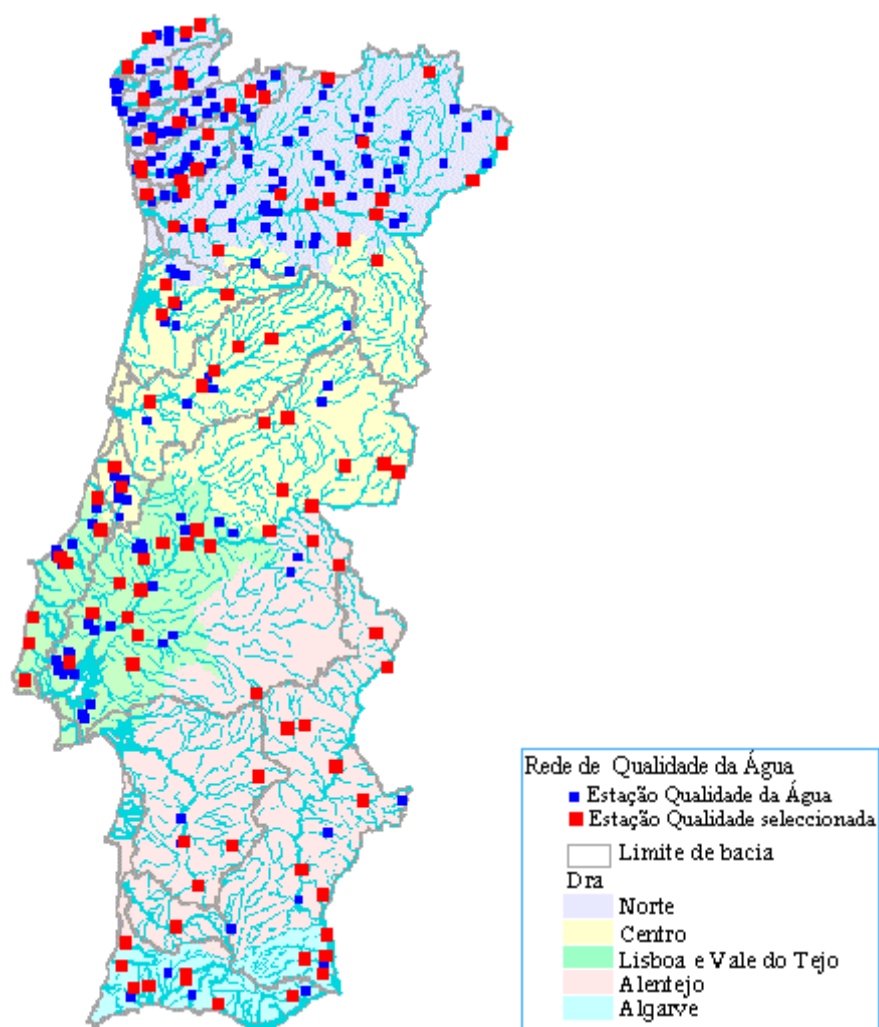 Rede de Qualidade da Água
Estação Qualidade da Água
Estação Qualidade seleccionada
Limite de bacia
Dra
Norte
Centro
Lisboa e Vale do Tejo
Alentejo
Algarve